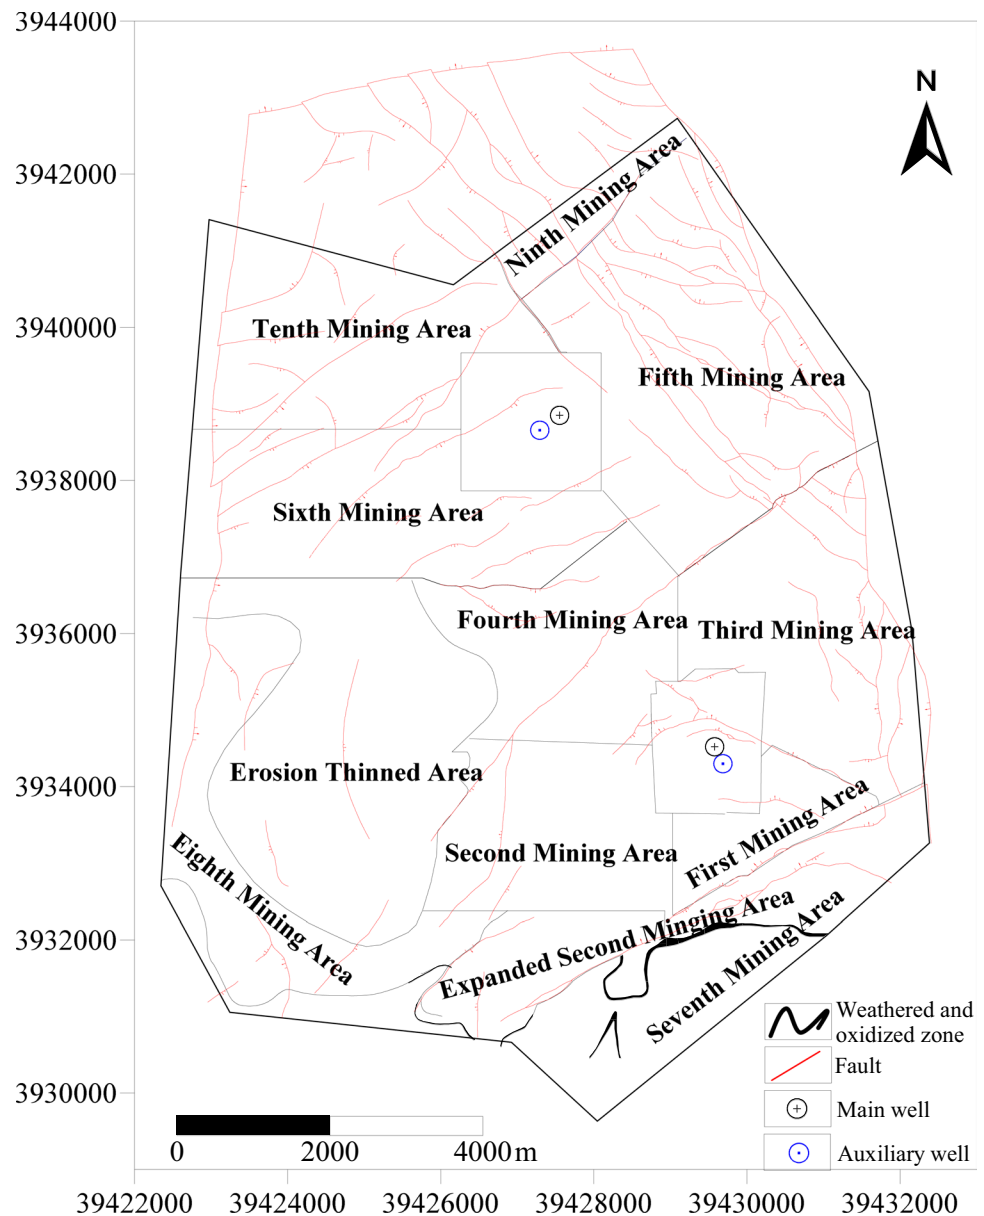 3944000
N
3942000
Ninth Mining Area
3940000
Tenth Mining Area
Fifth Mining Area
3938000
Sixth Mining Area
3936000
Fourth Mining Area
Third Mining Area
3934000
Erosion Thinned Area
First Mining Area
Second Mining Area
Eighth Mining Area
3932000
Expanded Second Minging Area
Seventh Mining Area
Weathered and
oxidized zone
Fault
3930000
Main well
Auxiliary well
0 2000 4000m
39422000 39424000 39426000 39428000 39430000 39432000